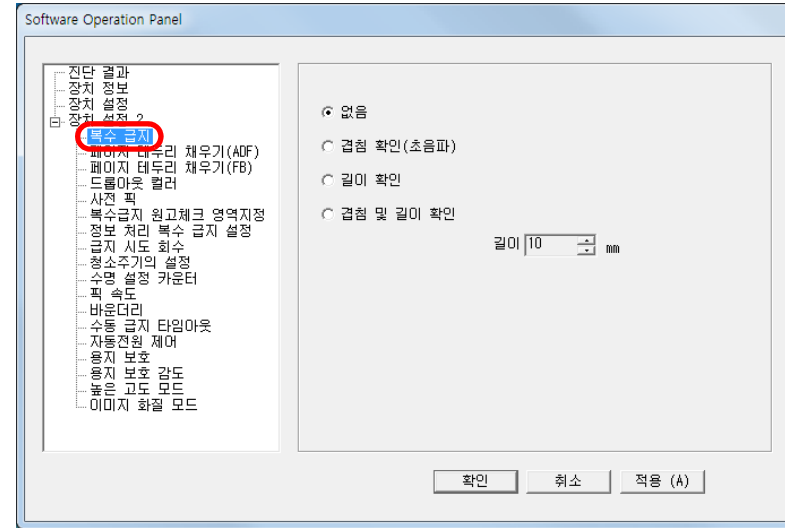 Software Operation Panel
진단 결과
장치 정보
장치 설정
장치 설정 2
복수 급지
페이지 테두리 채우기(ADF)
페이지 테두리 채우기(FB)
드롭아웃 컬러
사전 픽
복수급지 원고체크 영역지정
정보 처리 복수 급지 설정
급지 시도 회수
청소주기의 설정
수명 설정 카운터
픽 속도
바운더리
수동 급지 타임아웃
자동전원 제어
용지 보호
용지 보호 감도
높은 고도 모드
이미지 화질 모드
없음
겹침 확인(초음파)
길이 확인
겹침 및 길이 확인
길이 10 mm
확인 취소 적용 (A)